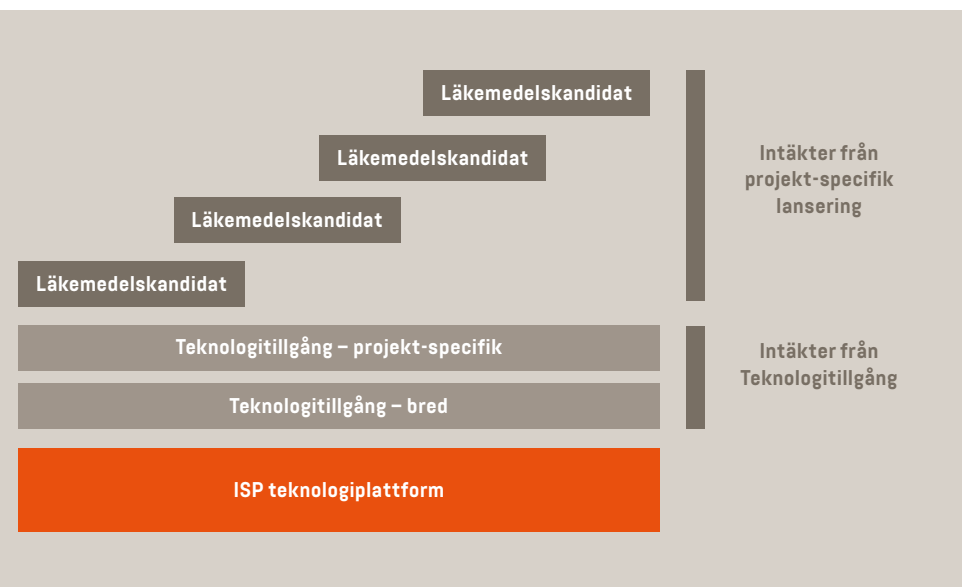 Läkemedelskandidat
Läkemedelskandidat
Läkemedelskandidat
Läkemedelskandidat
Intäkter från
projekt-specifik
lansering
Teknologitillgång – projekt-specifik
Teknologitillgång – bred
Intäkter från
Teknologitillgång
ISP teknologiplattform